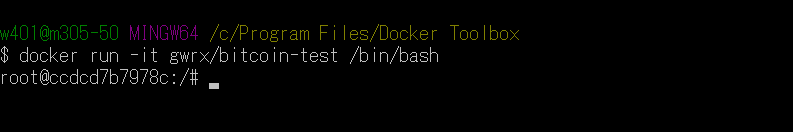 w401@m305-50 MINGW64 /c/Program Files/Docker Toolbox
$ docker run -it gwrx/bitcoin-test /bin/bash
root@ccdcd7b7978c:/#